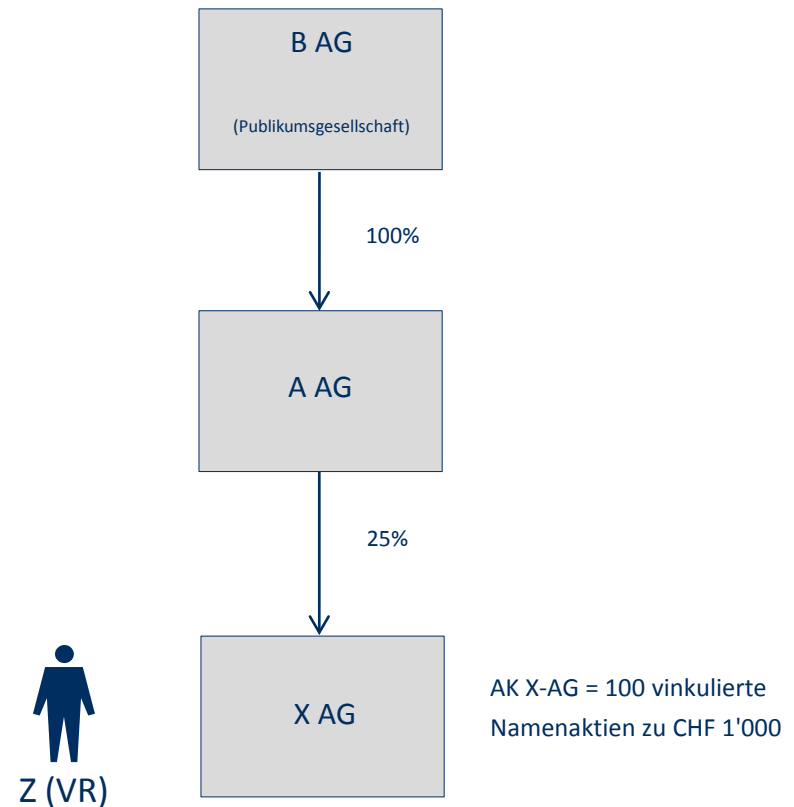 B AG
(Publikumsgesellschaft)
100%
A AG
25%
X AG
AK X-AG = 100 vinkulierte
Namenaktien zu CHF 1'000
Z (VR)